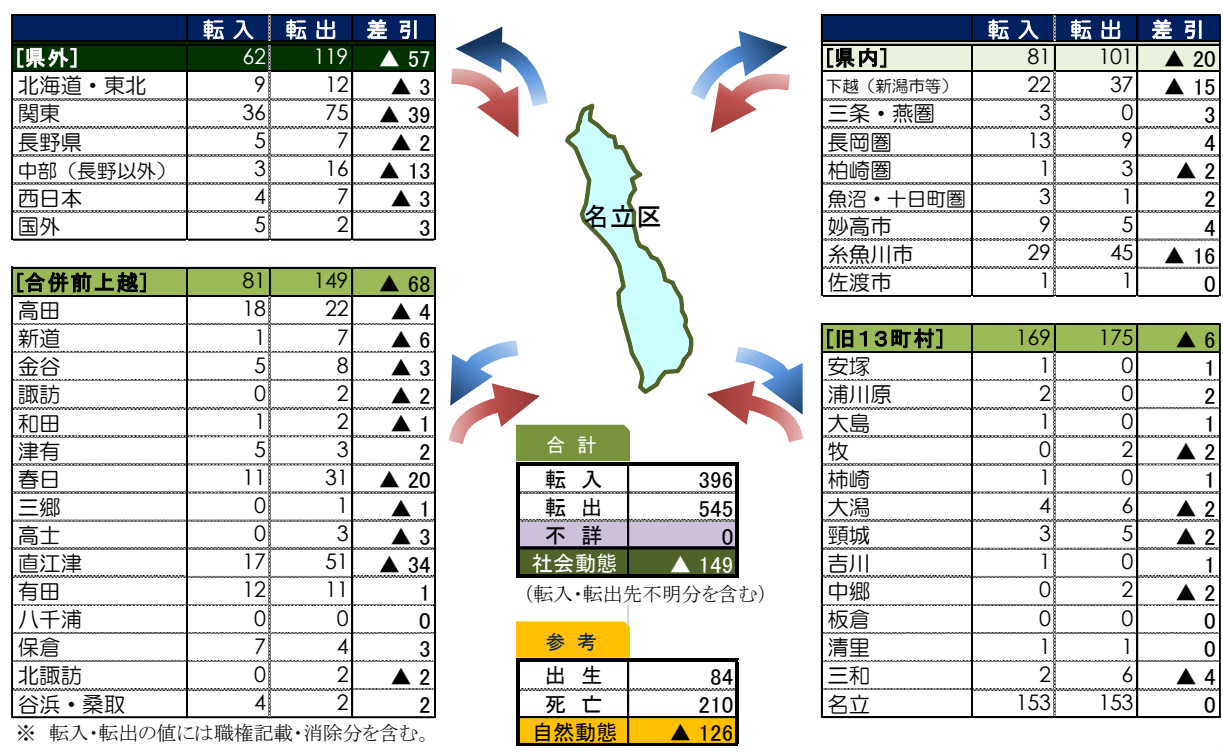 転入 転出 差引
[県外] 62 119 ▲ 57
北海道・東北 9 12 ▲ 3
関東 36 75 ▲ 39
長野県 5 7 ▲ 2
中部（長野以外） 3 16 ▲ 13
西日本 4 7 ▲ 3
国外 5 2 3
[合併前上越] 81 149 ▲ 68
高田 18 22 ▲ 4
新道 1 7 ▲ 6
金谷 5 8 ▲ 3
諏訪 0 2 ▲ 2
和田 1 2 ▲ 1
津有 5 3 2
春日 11 31 ▲ 20
三郷 0 1 ▲ 1
高士 0 3 ▲ 3
直江津 17 51 ▲ 34
有田 12 11 1
八千浦 0 0 0
保倉 7 4 3
北諏訪 0 2 ▲ 2
谷浜・桑取 4 2 2
※ 転入・転出の値には職権記載・消除分を含む。
名立区
合計
転入 396
転出 545
不詳 0
社会動態 ▲ 149
（転入・転出先不明分を含む）
参考
出生 84
死亡 210
自然動態 ▲ 126
転入 転出 差引
[県内] 81 101 ▲ 20
下越（新潟市等） 22 37 ▲ 15
三条・燕圏 3 0 3
長岡圏 13 9 4
柏崎圏 1 3 ▲ 2
魚沼・十日町圏 3 1 2
妙高市 9 5 4
糸魚川市 29 45 ▲ 16
佐渡市 1 1 0
[旧13町村] 169 175 ▲ 6
安塚 1 0 1
浦川原 2 0 2
大島 1 0 1
牧 0 2 ▲ 2
柿崎 1 0 1
大潟 4 6 ▲ 2
頸城 3 5 ▲ 2
吉川 1 0 1
中郷 0 2 ▲ 2
板倉 0 0 0
清里 1 1 0
三和 2 6 ▲ 4
名立 153 153 0